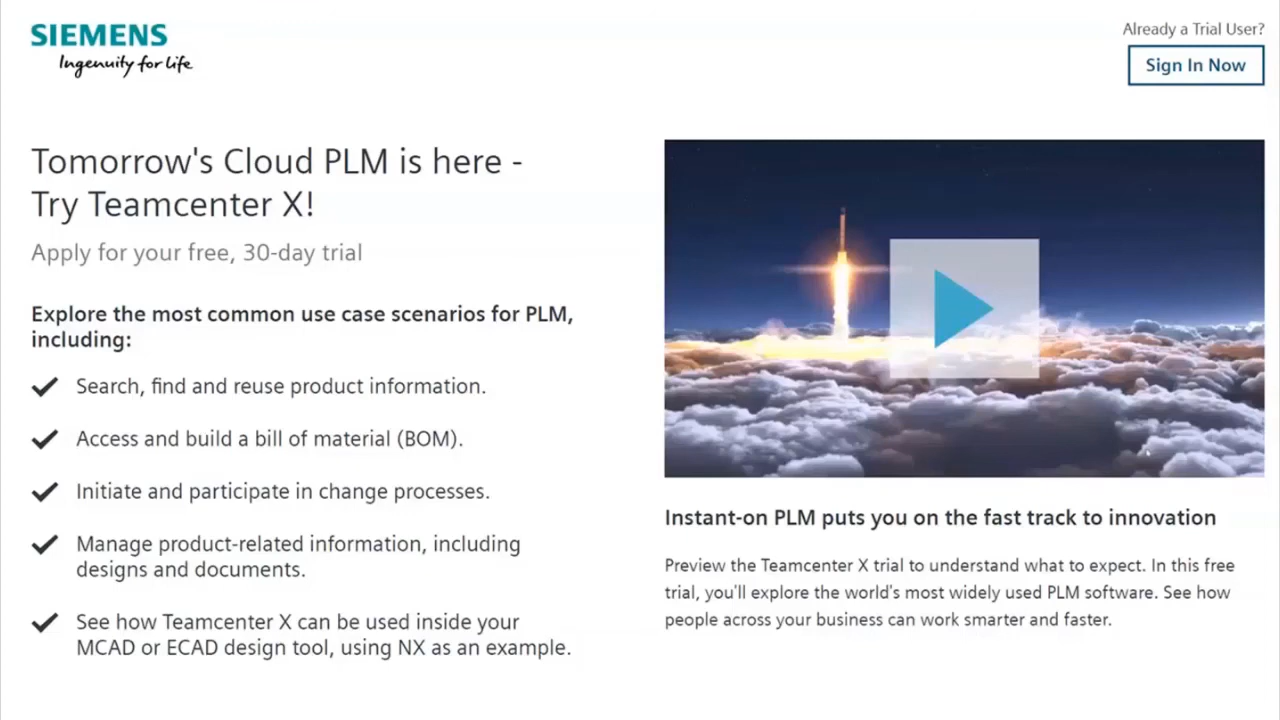 SIEMENS
Ingenuity for life
Already a Trial User?
Sign In Now
Tomorrow's Cloud PLM is here -
Try Teamcenter X!
Apply for your free, 30-day trial
Explore the most common use case scenarios for PLM,
including:
Search, find and reuse product information.
Access and build a bill of material (BOM).
Initiate and participate in change processes.
Manage product-related information, including
designs and documents.
See how Teamcenter X can be used inside your
MCAD or ECAD design tool, using NX as an example.
Instant-on PLM puts you on the fast track to innovation
Preview the Teamcenter X trial to understand what to expect. In this free
trial, you'll explore the world's most widely used PLM software. See how
people across your business can work smarter and faster.